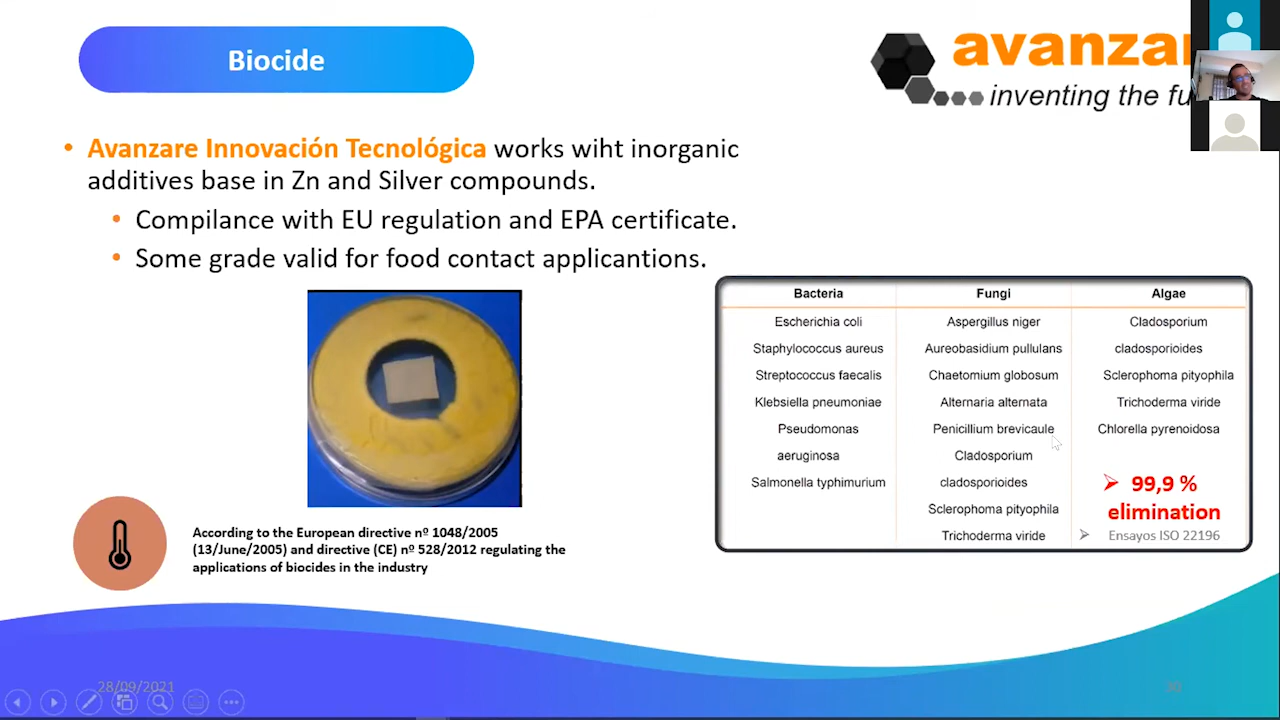 Biocide
avanzar
inventing the fu
• Avanzare Innovación Tecnológica works wiht inorganic
additives base in Zn and Silver compounds.
• Compilance with EU regulation and EPA certificate.
• Some grade valid for food contact applicantions.
Bacteria
Escherichia coli
Staphylococcus aureus
Streptococcus faecalis
Klebsiella pneumoniae
Pseudomonas
aeruginosa
Salmonella typhimurium
Fungi
Aspergillus niger
Aureobasidium pullulans
Chaetomium globosum
Alternaria alternata
Penicillium brevicaule
Cladosporium
cladosporioides
Sclerophoma pityophila
Trichoderma viride
Algae
Cladosporium
cladosporioides
Sclerophoma pityophila
Trichoderma viride
Chlorella pyrenoidosa
➢ 99,9 %
elimination
➢ Ensayos ISO 22196
According to the European directive nº 1048/2005
(13/June/2005) and directive (CE) nº 528/2012 regulating the
applications of biocides in the industry
28/09/2021